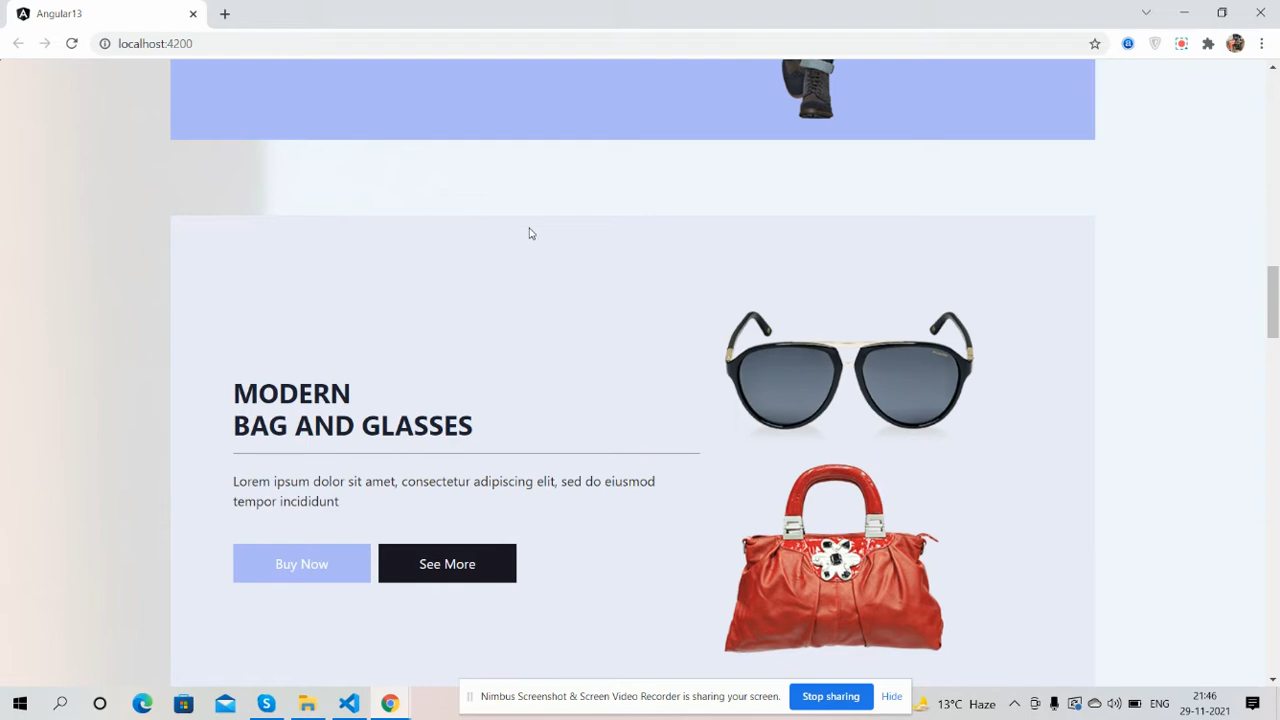 Angular13
localhost:4200
MODERN
BAG AND GLASSES
Lorem ipsum dolor sit amet, consectetur adipiscing elit, sed do eiusmod
tempor incididunt
Buy Now
See More
Nimbus Screenshot & Screen Video Recorder is sharing your screen.
Stop sharing
Hide
13°C Haze
ENG
21:46
29-11-2021